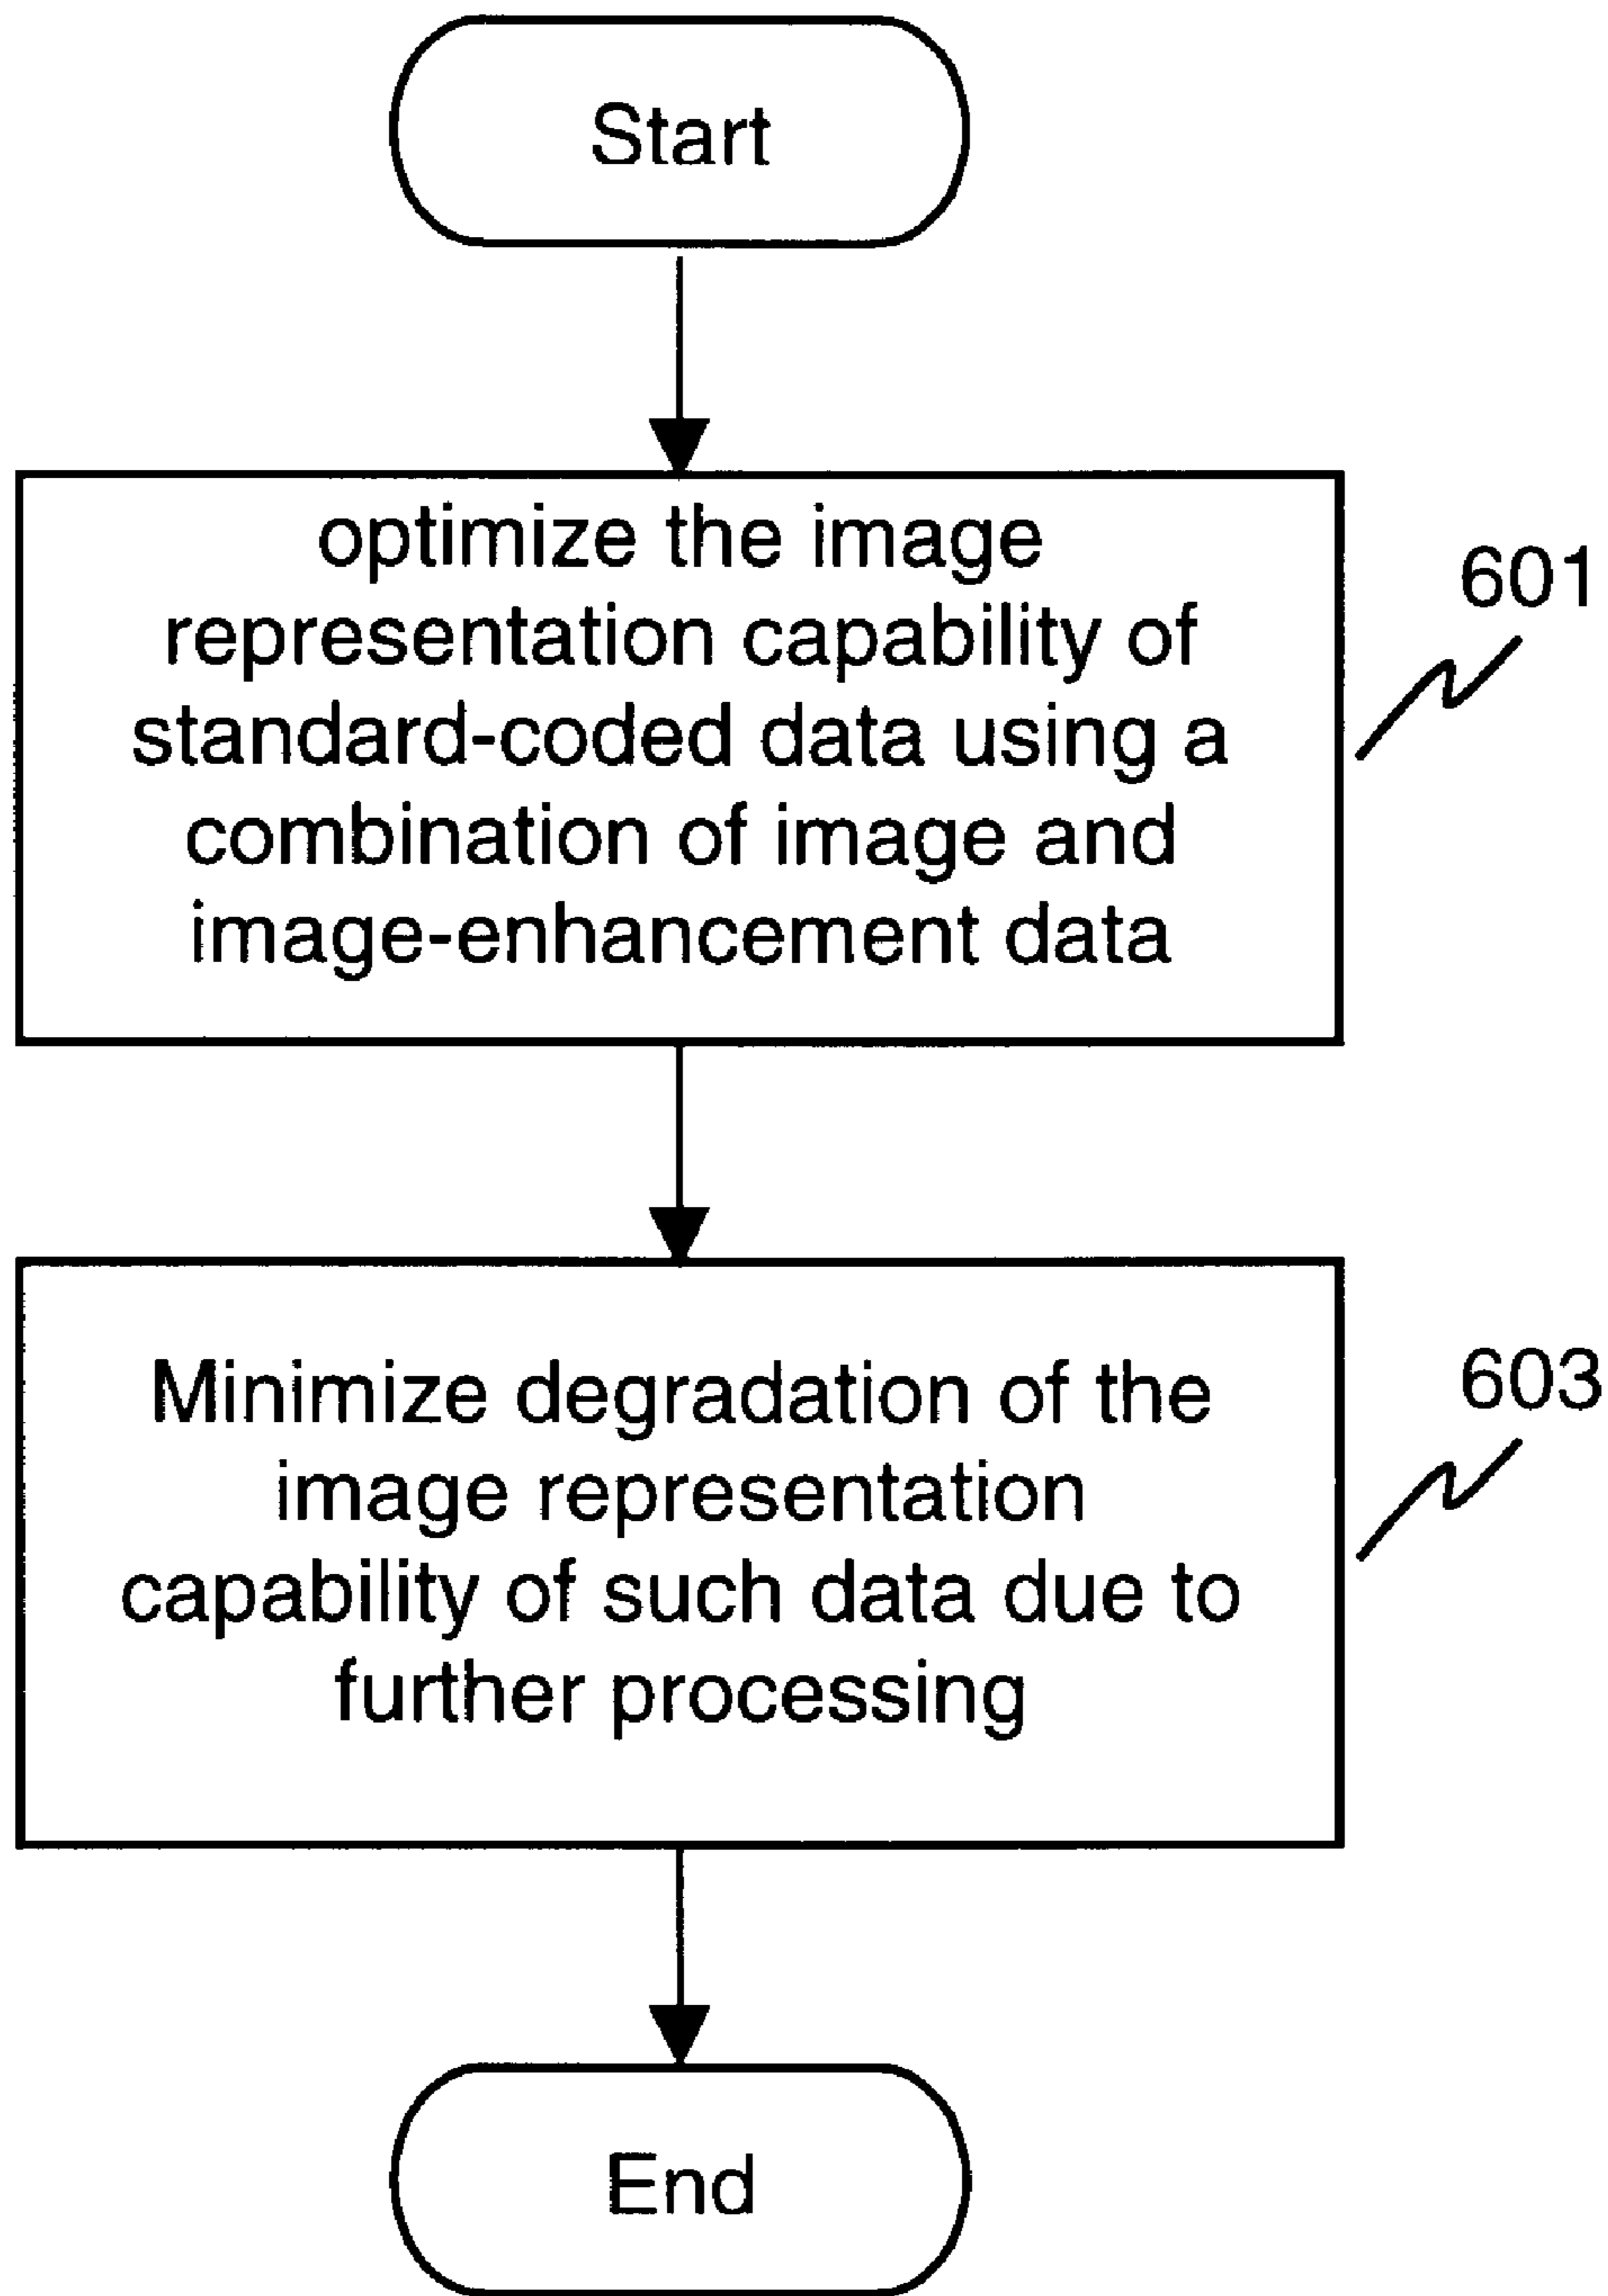 Start
optimize the image
representation capability of
standard-coded data using a
combination of image and
image-enhancement data
601
Minimize degradation of the
image representation
capability of such data due to
further processing
603
End